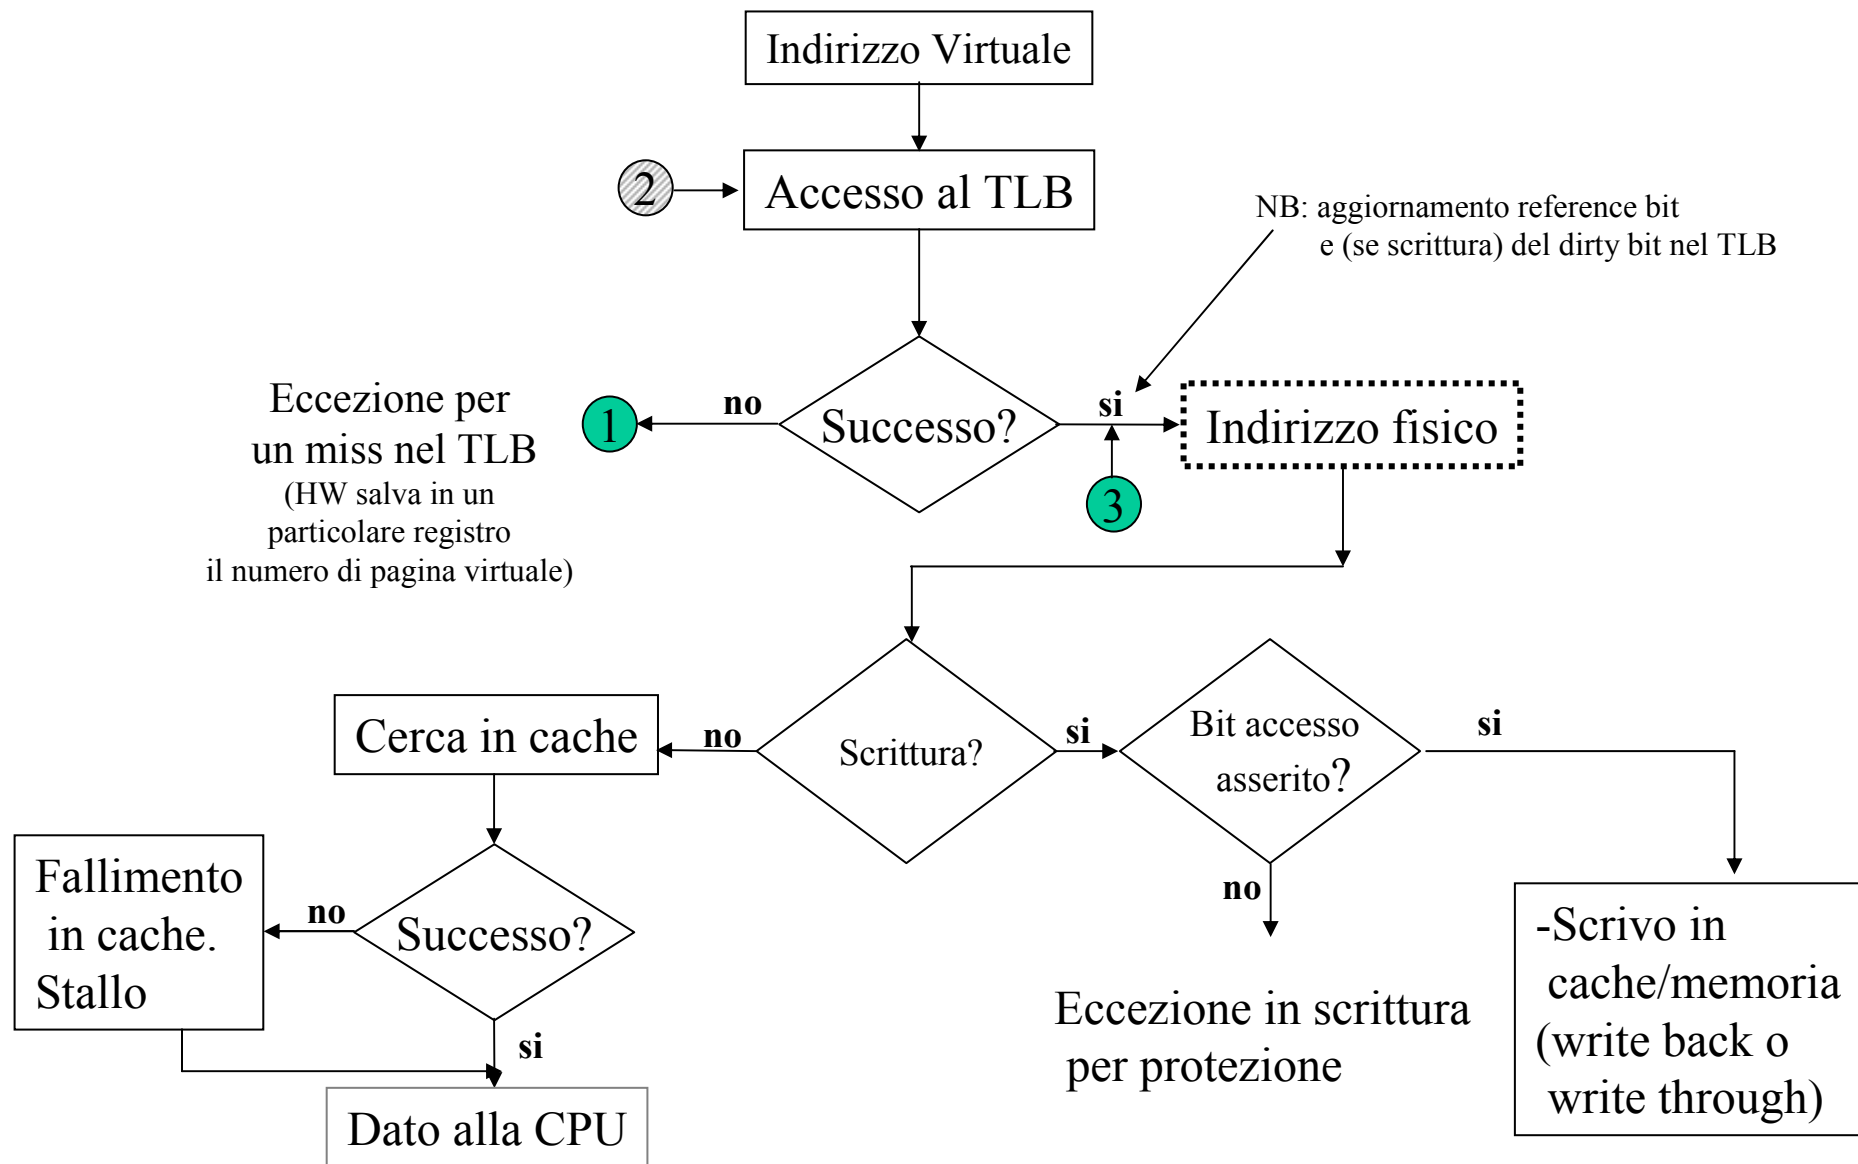 Indirizzo Virtuale
2
Accesso al TLB
NB: aggiornamento reference bit
e (se scrittura) del dirty bit nel TLB
Eccezione per
un miss nel TLB
(HW salva in un
particolare registro
il numero di pagina virtuale)
1
no
Successo?
si
3
Indirizzo fisico
Cerca in cache
no
Scrittura?
si
Bit accesso
asserito?
si
no
Fallimento
in cache.
Stallo
no
Successo?
si
Dato alla CPU
Eccezione in scrittura
per protezione
-Scrivo in
cache/memoria
(write back o
write through)